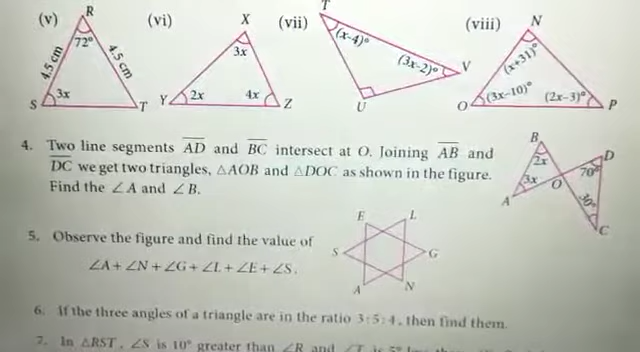 (v) R (vi) X (vii) T (viii) N
72° 4.5 cm 4.5 cm 3x S T
3x 2x 4x Y Z
(x-4)° (3x-2)° V U
(x+31)° (3x-10)° (2x-3)° O P
4. Two line segments AD and BC intersect at O. Joining AB and
DC we get two triangles, △AOB and △DOC as shown in the figure.
Find the ∠A and ∠B.
B 2x 3x A O D 70° 30° C
5. Observe the figure and find the value of
∠A+ ∠N+ ∠G+ ∠L+ ∠E+ ∠S.
E L S G A N
6. If the three angles of a triangle are in the ratio 3:5:4, then find them.
7. In △RST, ∠S is 10° greater than ∠R and ∠T is 5°